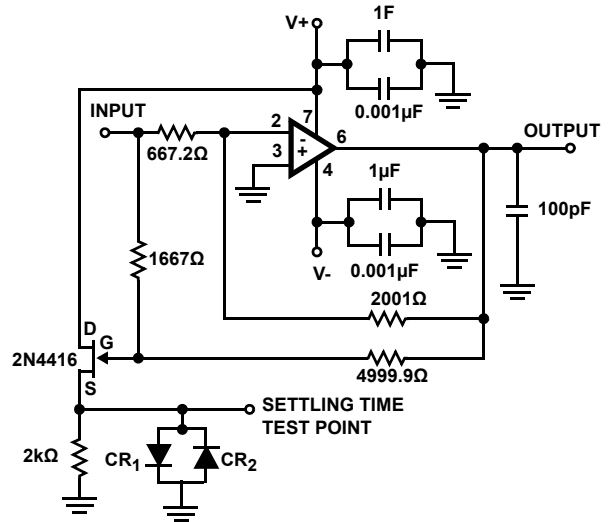 V+
1F
0.001µF
INPUT
667.2Ω
2
3
-
+
7
6
4
OUTPUT
1µF
0.001µF
V-
100pF
1667Ω
2001Ω
4999.9Ω
D
G
S
2N4416
SETTLING TIME
TEST POINT
2kΩ
CR1
CR2